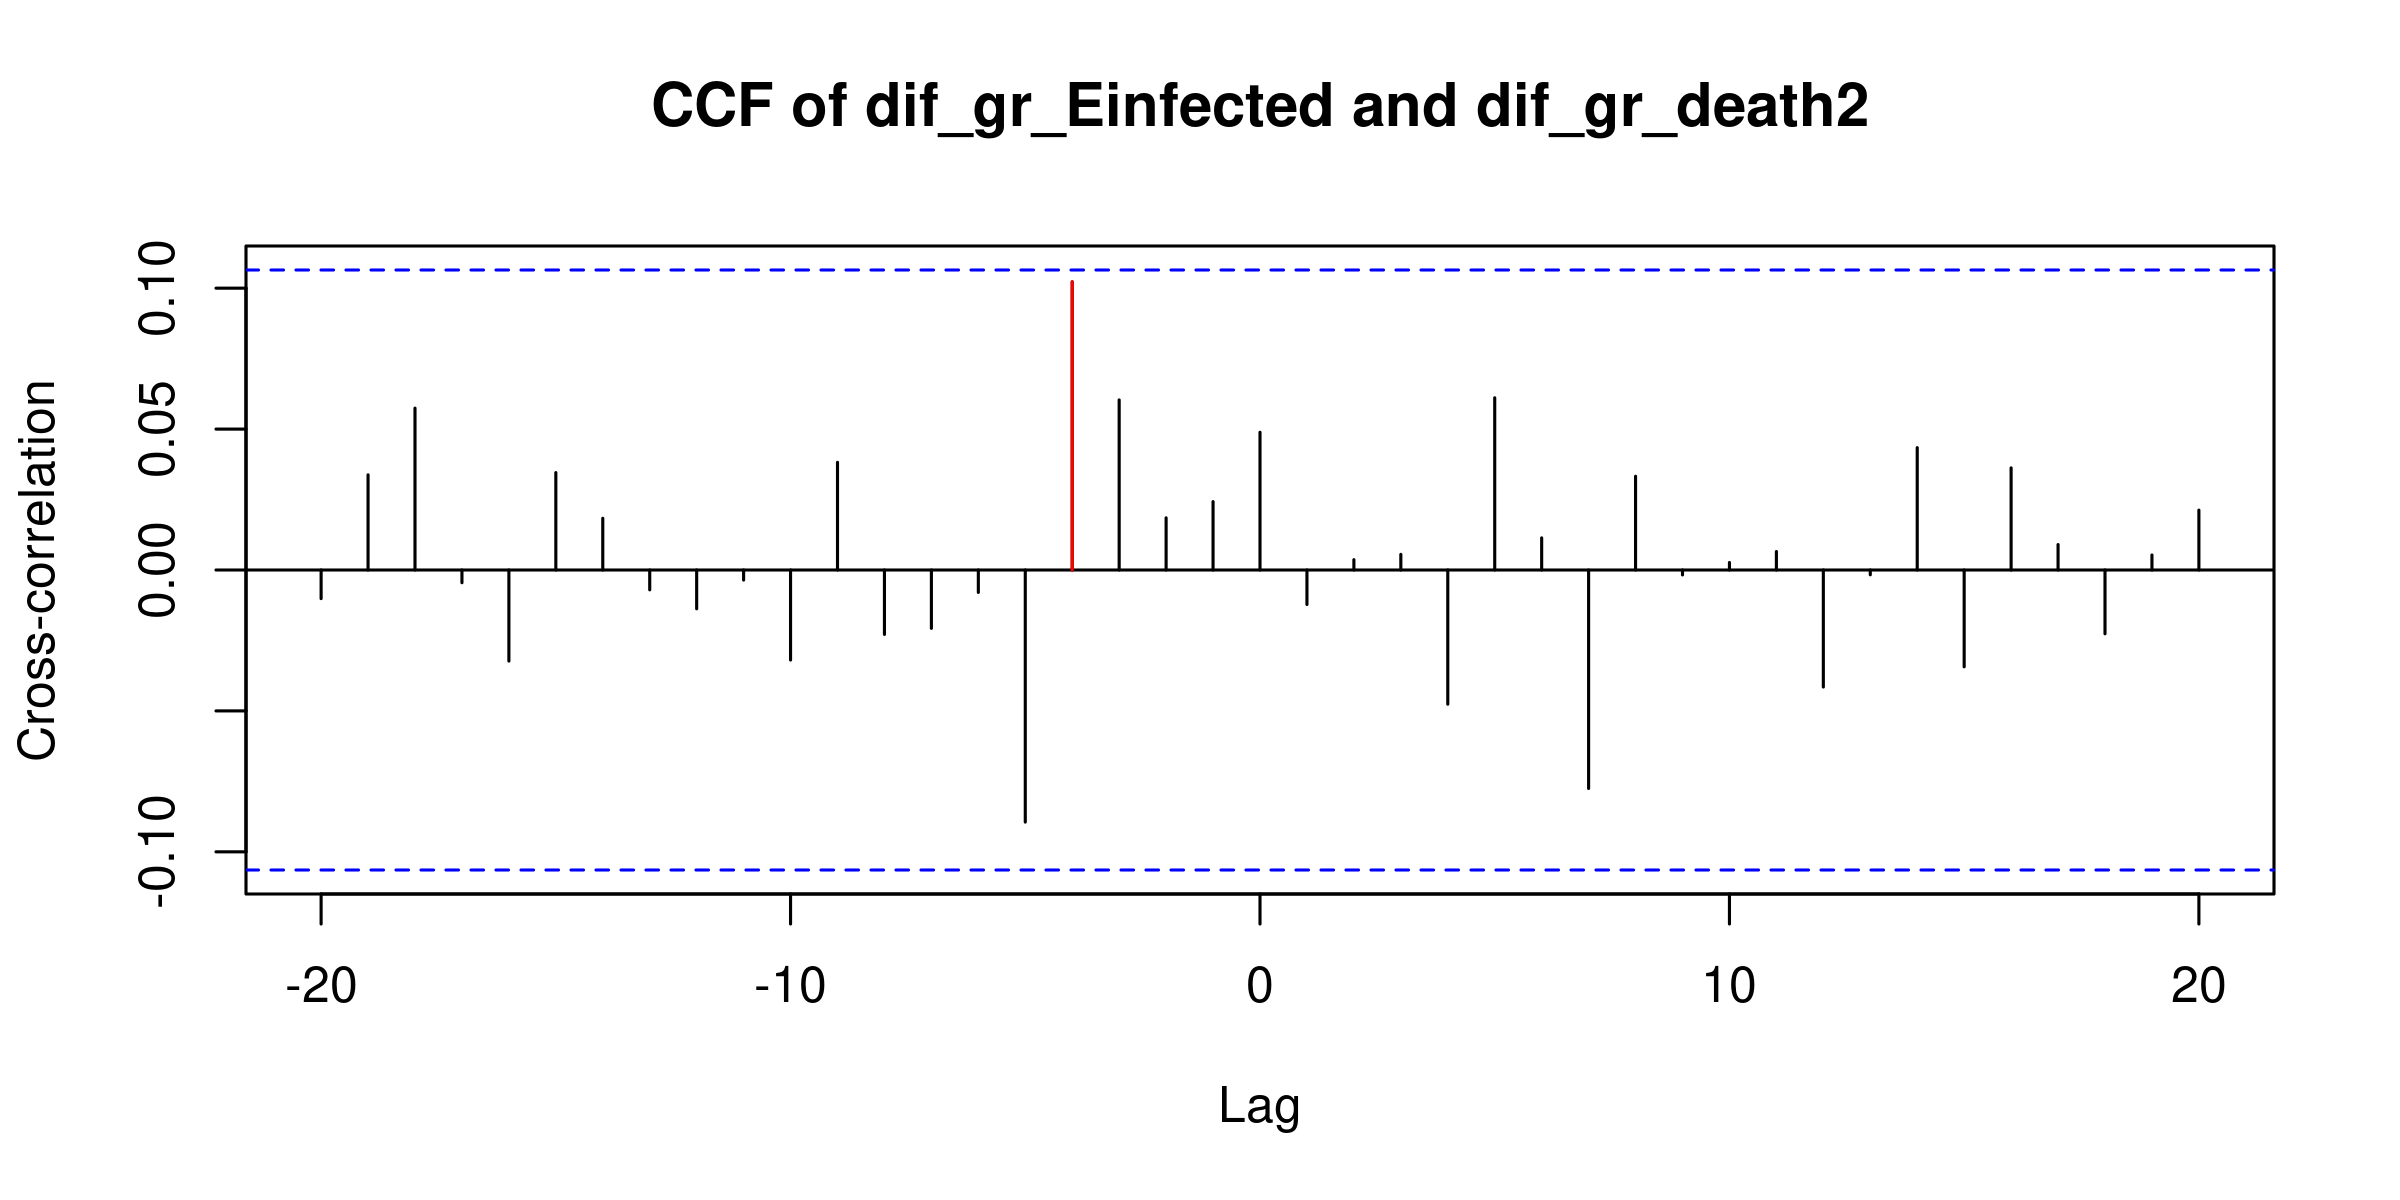 CCF of dif_gr_Einfected and dif_gr_death2
0.10
0.05
0.00
-0.10
Cross-correlation
-20 -10 0 10 20
Lag